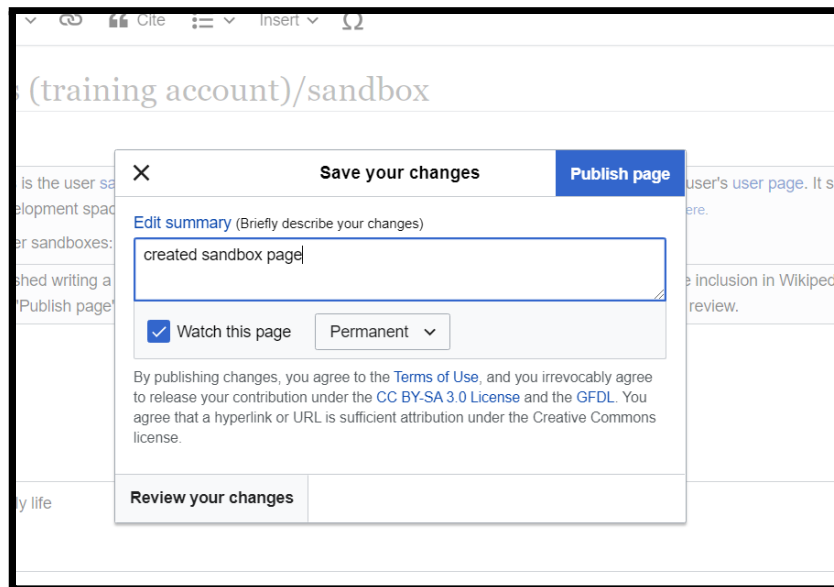 Cite Insert Ω
s (training account)/sandbox
Save your changes
Publish page
is the user sa
user's user page. It s
elopment spac
ere.
er sandboxes:
Edit summary (Briefly describe your changes)
created sandbox page
shed writing a
e inclusion in Wikiped
"Publish page"
review.
Watch this page
Permanent
By publishing changes, you agree to the Terms of Use, and you irrevocably agree
to release your contribution under the CC BY-SA 3.0 License and the GFDL. You
agree that a hyperlink or URL is sufficient attribution under the Creative Commons
license.
Review your changes
ly life